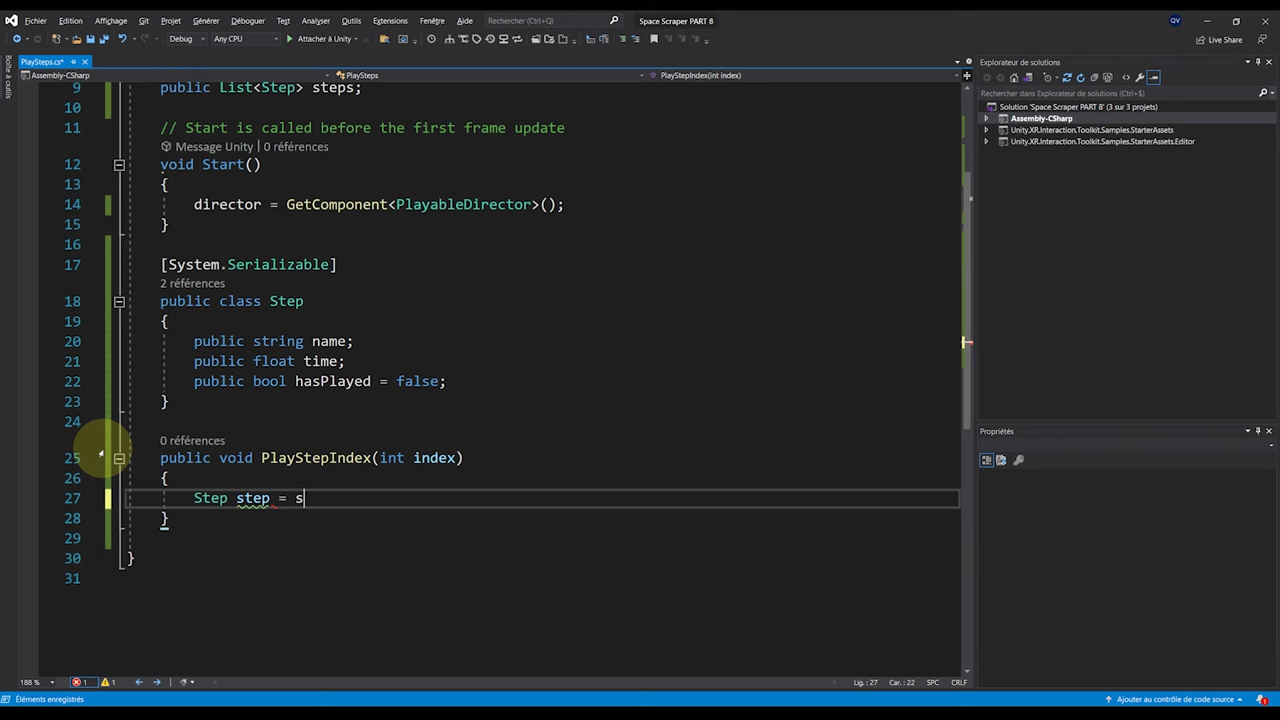 Fichier Edition Affichage Git Projet Générer Déboguer Test Analyser Outils Extensions Fenêtre Aide Rechercher (Ctrl+Q) Space Scraper PART 8 QV
Debug Any CPU Attacher à Unity Live Share
Boîte à outils
PlaySteps.cs*
Assembly-CSharp PlaySteps PlayStepIndex(int index)
9 public List<Step> steps;
10
11 // Start is called before the first frame update
Message Unity | 0 références
12 void Start()
13 {
14 director = GetComponent<PlayableDirector>();
15 }
16
17 [System.Serializable]
2 références
18 public class Step
19 {
20 public string name;
21 public float time;
22 public bool hasPlayed = false;
23 }
24
0 références
25 public void PlayStepIndex(int index)
26 {
27 Step step = s
28 }
29
30 }
31
188 % 1 1 Lig. : 27 Car. : 22 SPC CRLF
Explorateur de solutions
Rechercher dans Explorateur de solutions (Ctrl+$)
Solution 'Space Scraper PART 8' (3 sur 3 projets)
Assembly-CSharp
Unity.XR.Interaction.Toolkit.Samples.StarterAssets
Unity.XR.Interaction.Toolkit.Samples.StarterAssets.Editor
Propriétés
Éléments enregistrés Ajouter au contrôle de code source 1